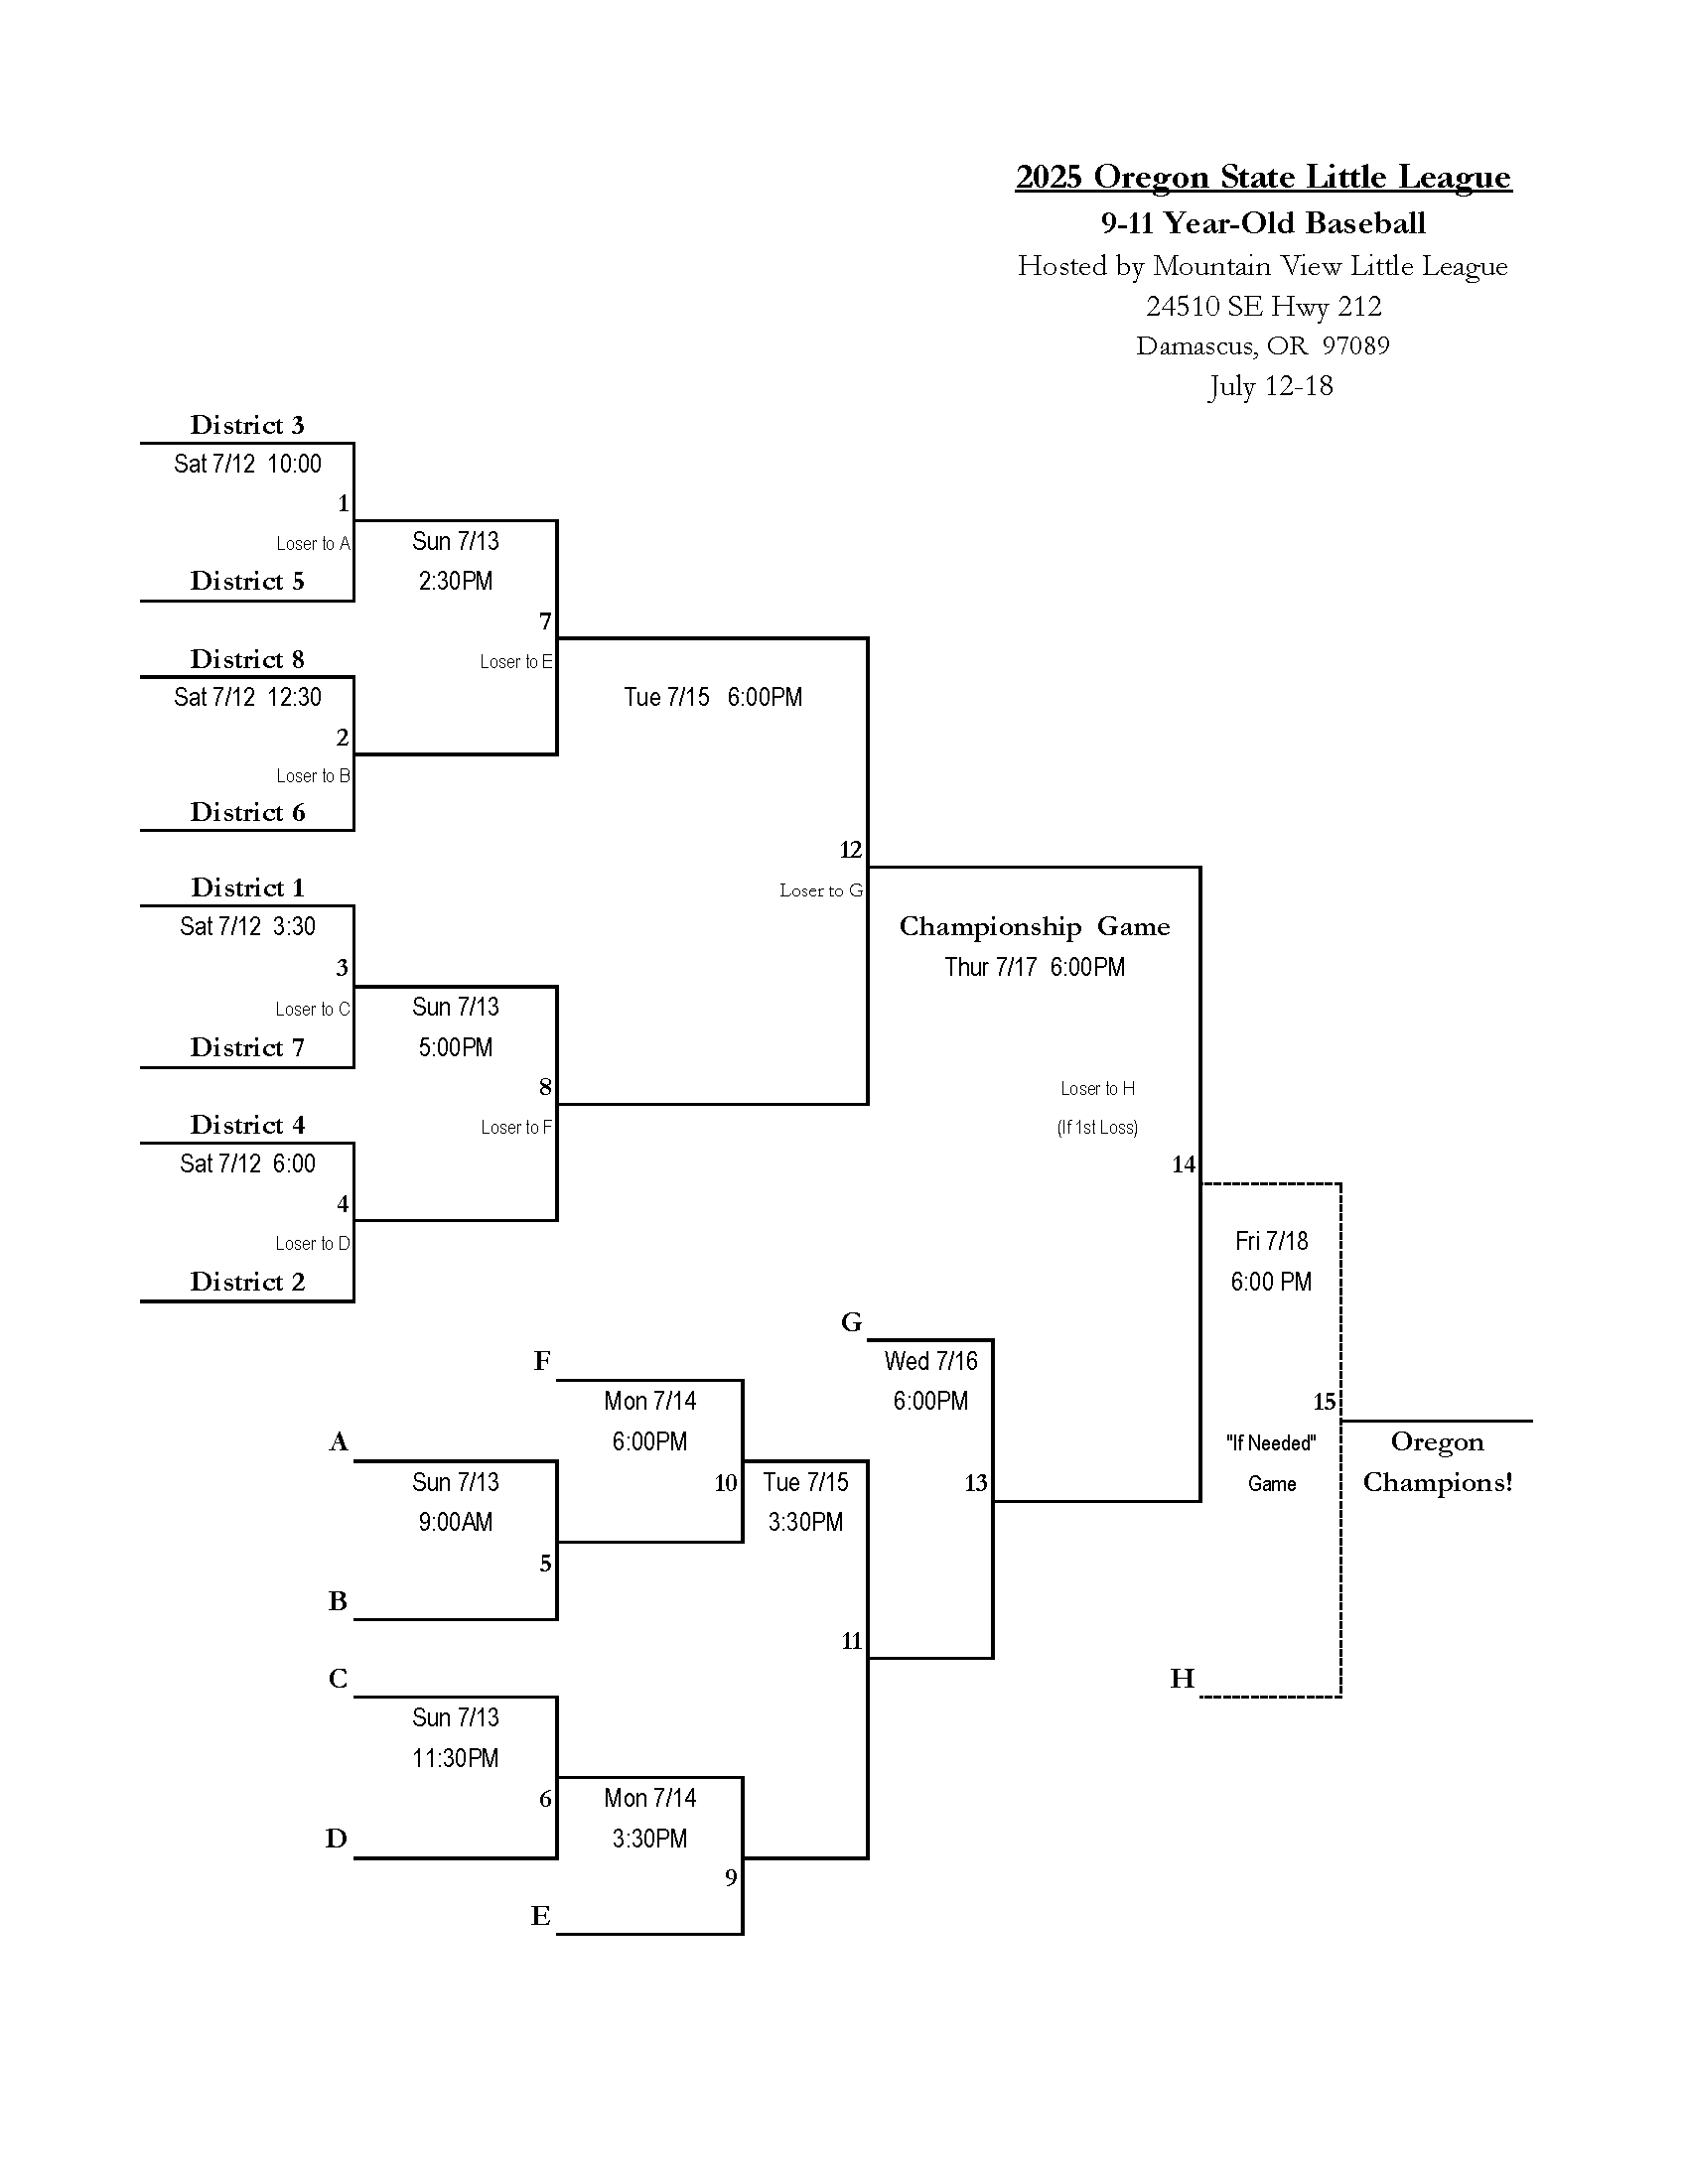 2025 Oregon State Little League
9-11 Year-Old Baseball
Hosted by Mountain View Little League
24510 SE Hwy 212
Damascus, OR 97089
July 12-18
District 3
Sat 7/12 10:00
1
Loser to A
District 5
Sun 7/13
2:30PM
7
Loser to E
District 8
Sat 7/12 12:30
2
Loser to B
District 6
Tue 7/15 6:00PM
12
Loser to G
District 1
Sat 7/12 3:30
3
Loser to C
District 7
Sun 7/13
5:00PM
8
Loser to F
District 4
Sat 7/12 6:00
4
Loser to D
District 2
Championship Game
Thur 7/17 6:00PM
Loser to H
(If 1st Loss)
14
Fri 7/18
6:00 PM
15
"If Needed"
Game
Oregon
Champions!
G
Wed 7/16
6:00PM
13
F
Mon 7/14
6:00PM
10
A
Sun 7/13
9:00AM
5
B
Tue 7/15
3:30PM
11
C
Sun 7/13
11:30PM
6
D
Mon 7/14
3:30PM
9
E
H